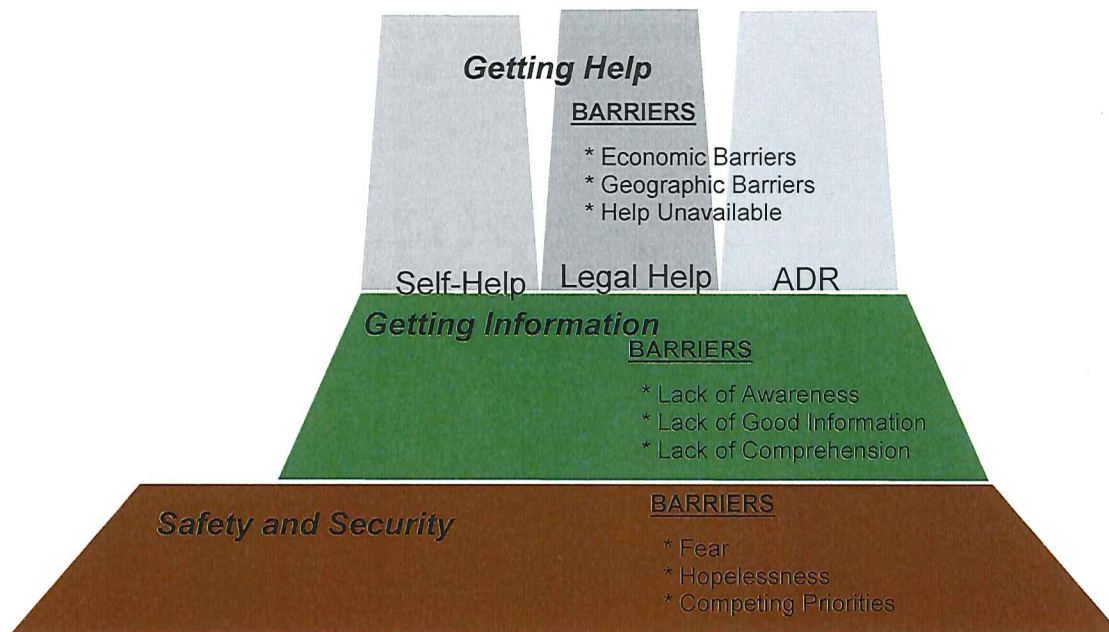 Getting Help
BARRIERS
* Economic Barriers
* Geographic Barriers
* Help Unavailable
Self-Help
Legal Help
ADR
Getting Information
BARRIERS
* Lack of Awareness
* Lack of Good Information
* Lack of Comprehension
Safety and Security
BARRIERS
* Fear
* Hopelessness
* Competing Priorities